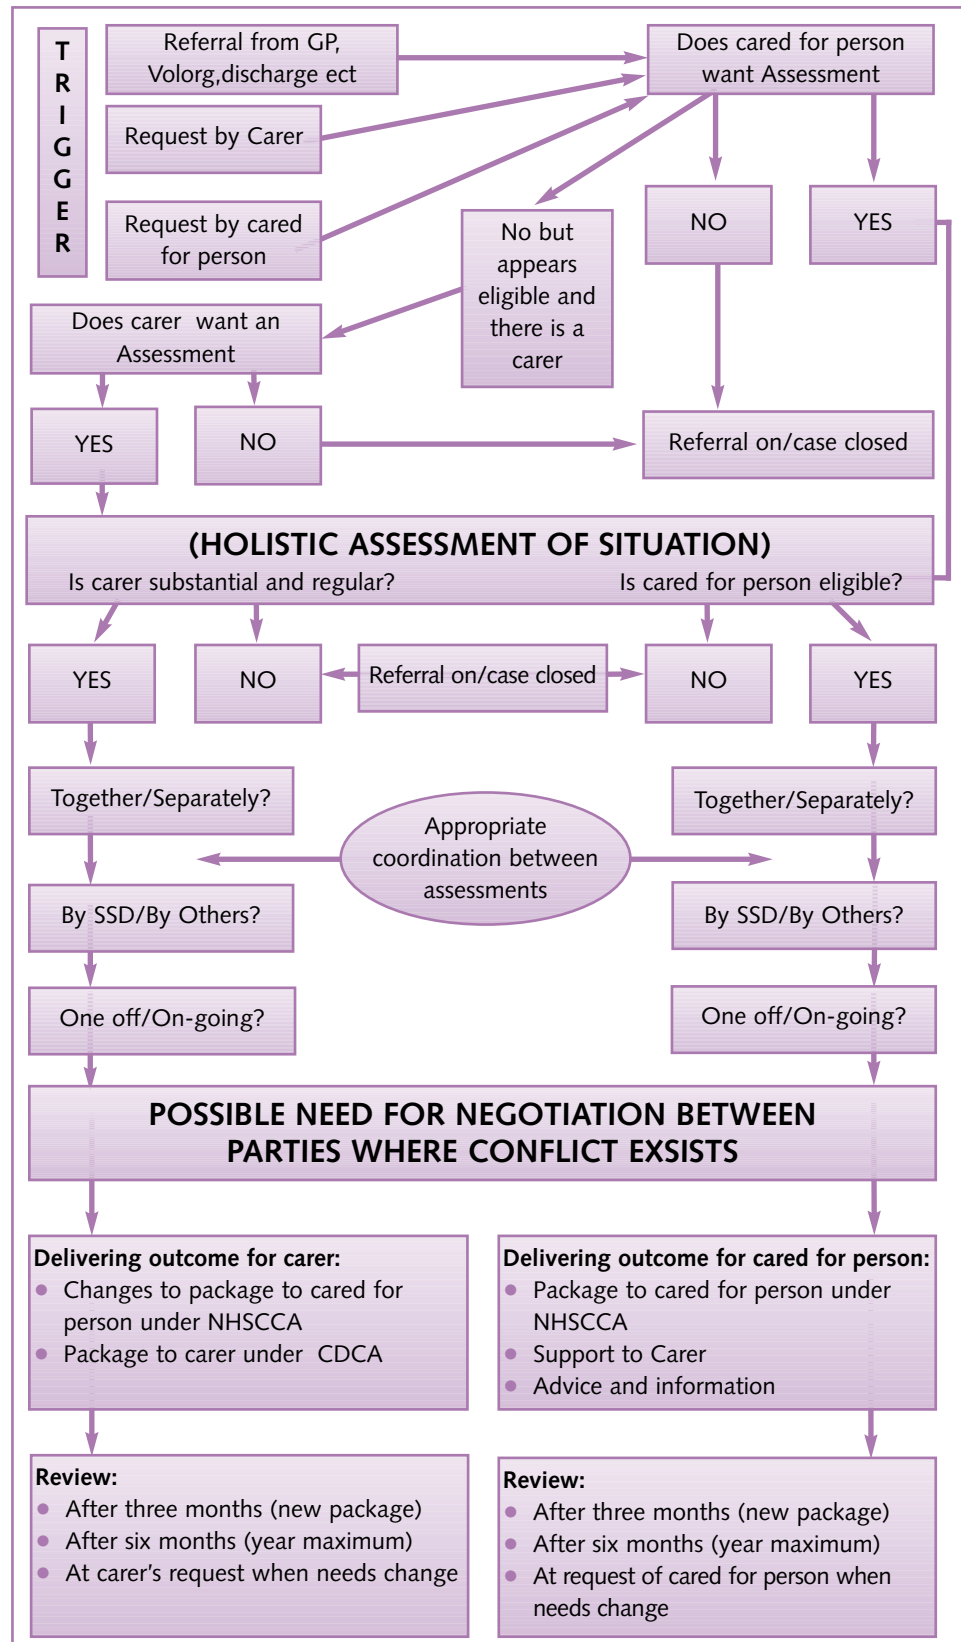 TRIGGER
Referral from GP,
Volorg,discharge ect
Does cared for person
want Assessment
Request by Carer
Request by cared
for person
No but
appears
eligible and
there is a
carer
NO
YES
Does carer want an
Assessment
YES
NO
Referral on/case closed
(HOLISTIC ASSESSMENT OF SITUATION)
Is carer substantial and regular?
Is cared for person eligible?
YES
NO
Referral on/case closed
NO
YES
Together/Separately?
Together/Separately?
Appropriate
coordination between
assessments
By SSD/By Others?
By SSD/By Others?
One off/On-going?
One off/On-going?
POSSIBLE NEED FOR NEGOTIATION BETWEEN
PARTIES WHERE CONFLICT EXSISTS
Delivering outcome for carer:
• Changes to package to cared for
person under NHSCCA
• Package to carer under CDCA
Delivering outcome for cared for person:
• Package to cared for person under
NHSCCA
• Support to Carer
• Advice and information
Review:
• After three months (new package)
• After six months (year maximum)
• At carer's request when needs change
Review:
• After three months (new package)
• After six months (year maximum)
• At request of cared for person when
needs change